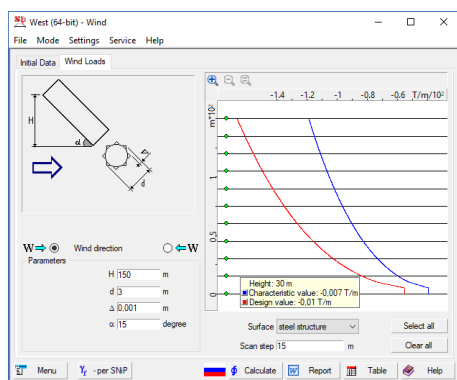 West (64-bit) - Wind
File Mode Settings Service Help
Initial Data Wind Loads
H
α
Δ
d
W Wind direction W
Parameters
H 150 m
d 3 m
Δ 0,001 m
α 15 degree
-1.4 -1.2 -1 -0.8 -0.6 T/m/10²
m*10²
1
0,5
0
Height: 30 m
Characteristic value: -0,007 T/m
Design value: -0,01 T/m
Surface steel structure Select all
Scan step 15 m Clear all
Menu γf - per SNiP Calculate Report Table Help